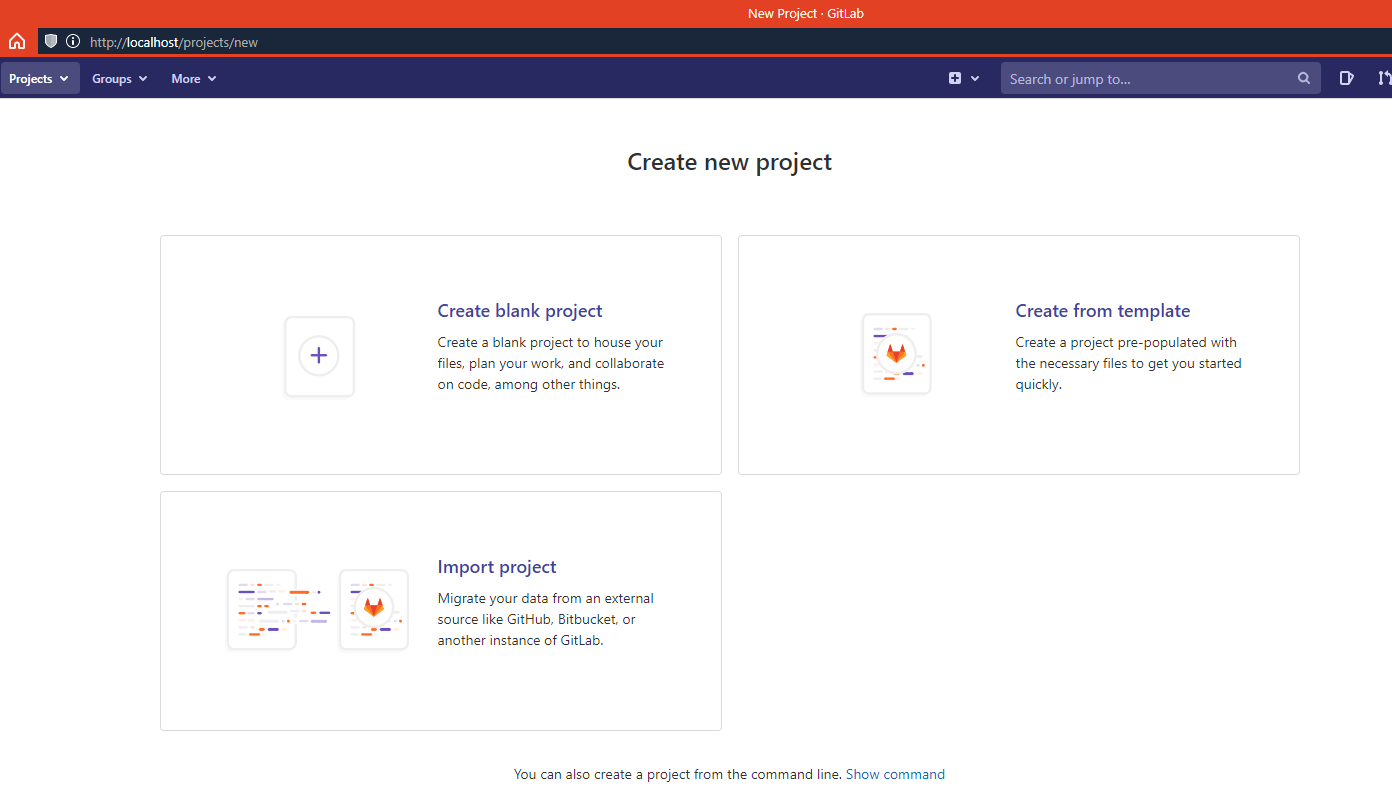 New Project · GitLab
http://localhost/projects/new
Projects Groups More Search or jump to...
Create new project
Create blank project
Create a blank project to house your
files, plan your work, and collaborate
on code, among other things.
Create from template
Create a project pre-populated with
the necessary files to get you started
quickly.
Import project
Migrate your data from an external
source like GitHub, Bitbucket, or
another instance of GitLab.
You can also create a project from the command line. Show command